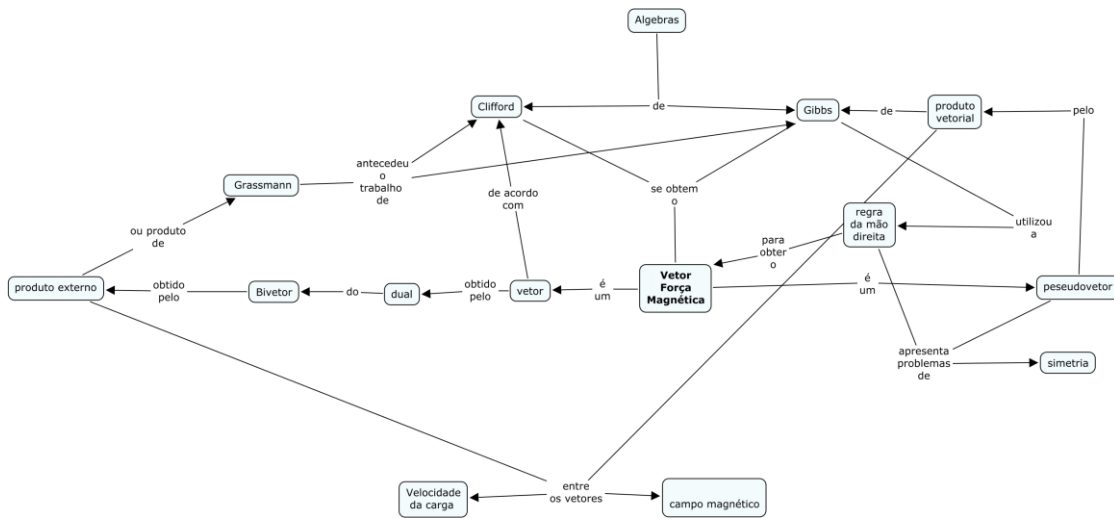 Algebras
Clifford
de
Gibbs
de
produto
vetorial
pelo
antecedeu
o
trabalho
de
Grassmann
de acordo
com
se obtem
o
regra
da mão
direita
utilizou
a
ou produto
de
para
obter
o
produto externo
obtido
pelo
Bivetor
do
dual
obtido
pelo
vetor
é
um
Vetor
Força
Magnética
é
um
peseudovetor
apresenta
problemas
de
simetria
Velocidade
da carga
entre
os vetores
campo magnético